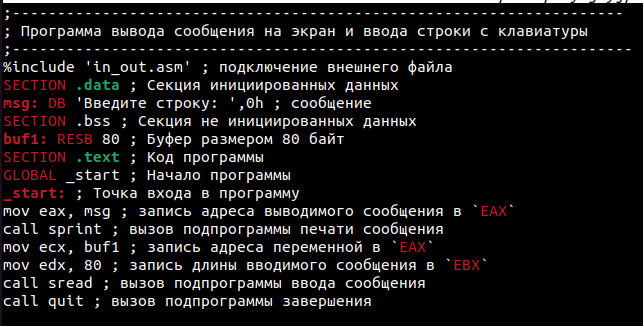 ;--------------------------------------------------------------------
; Программа вывода сообщения на экран и ввода строки с клавиатуры
;---------------------------------------------------------------------
%include 'in_out.asm' ; подключение внешнего файла
SECTION .data ; Секция инициированных данных
msg: DB 'Введите строку: ',0h ; сообщение
SECTION .bss ; Секция не инициированных данных
buf1: RESB 80 ; Буфер размером 80 байт
SECTION .text ; Код программы
GLOBAL _start ; Начало программы
_start: ; Точка входа в программу
mov eax, msg ; запись адреса выводимого сообщения в `EAX`
call sprint ; вызов подпрограммы печати сообщения
mov ecx, buf1 ; запись адреса переменной в `EAX`
mov edx, 80 ; запись длины вводимого сообщения в `EBX`
call sread ; вызов подпрограммы ввода сообщения
call quit ; вызов подпрограммы завершения